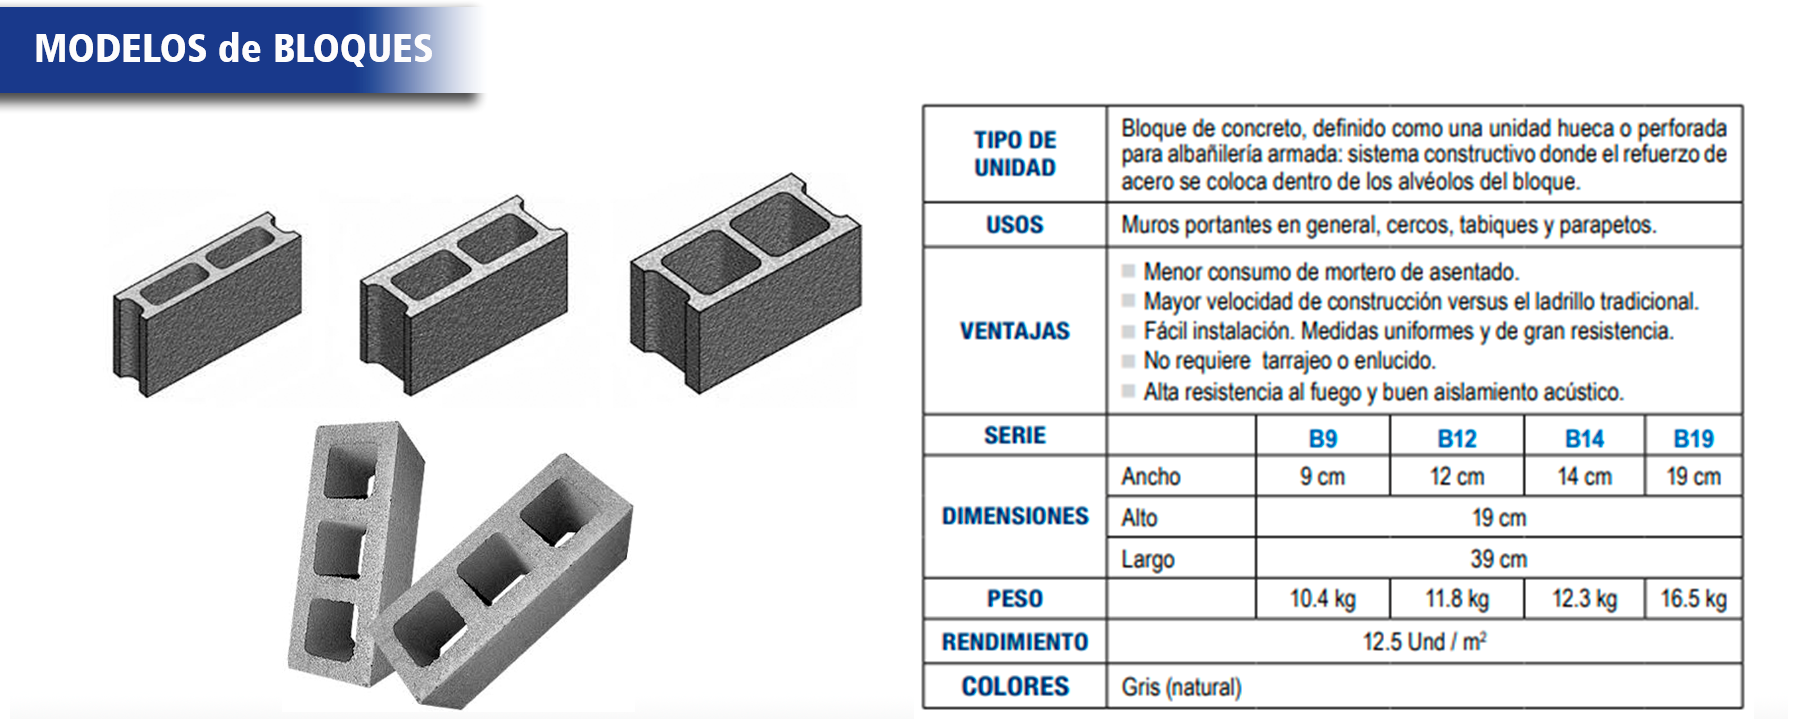 MODELOS de BLOQUES
TIPO DE
UNIDAD
Bloque de concreto, definido como una unidad hueca o perforada
para albañilería armada: sistema constructivo donde el refuerzo de
acero se coloca dentro de los alvéolos del bloque.
USOS
Muros portantes en general, cercos, tabiques y parapetos.
VENTAJAS
Menor consumo de mortero de asentado.
Mayor velocidad de construcción versus el ladrillo tradicional.
Fácil instalación. Medidas uniformes y de gran resistencia.
No requiere tarrajeo o enlucido.
Alta resistencia al fuego y buen aislamiento acústico.
SERIE B9 B12 B14 B19
DIMENSIONES
Ancho 9 cm 12 cm 14 cm 19 cm
Alto 19 cm
Largo 39 cm
PESO 10.4 kg 11.8 kg 12.3 kg 16.5 kg
RENDIMIENTO 12.5 Und / m²
COLORES Gris (natural)